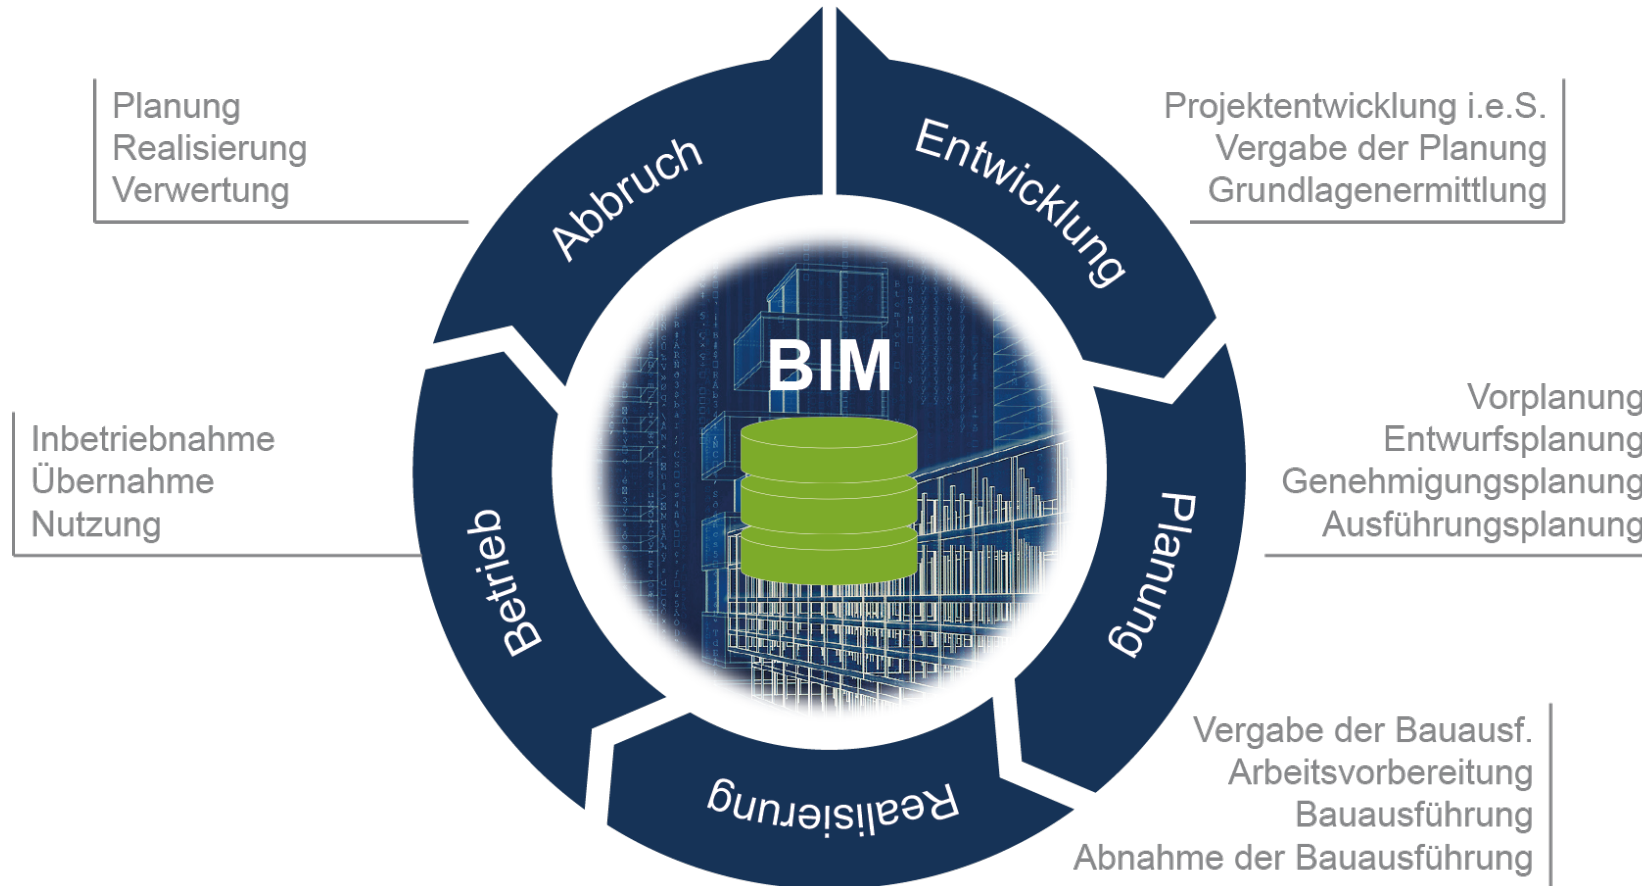 Planung
Realisierung
Verwertung
Abbruch
Entwicklung
Projektentwicklung i.e.S.
Vergabe der Planung
Grundlagenermittlung
BIM
Inbetriebnahme
Übernahme
Nutzung
Betrieb
Planung
Vorplanung
Entwurfsplanung
Genehmigungsplanung
Ausführungsplanung
Realisierung
Vergabe der Bauausf.
Arbeitsvorbereitung
Bauausführung
Abnahme der Bauausführung